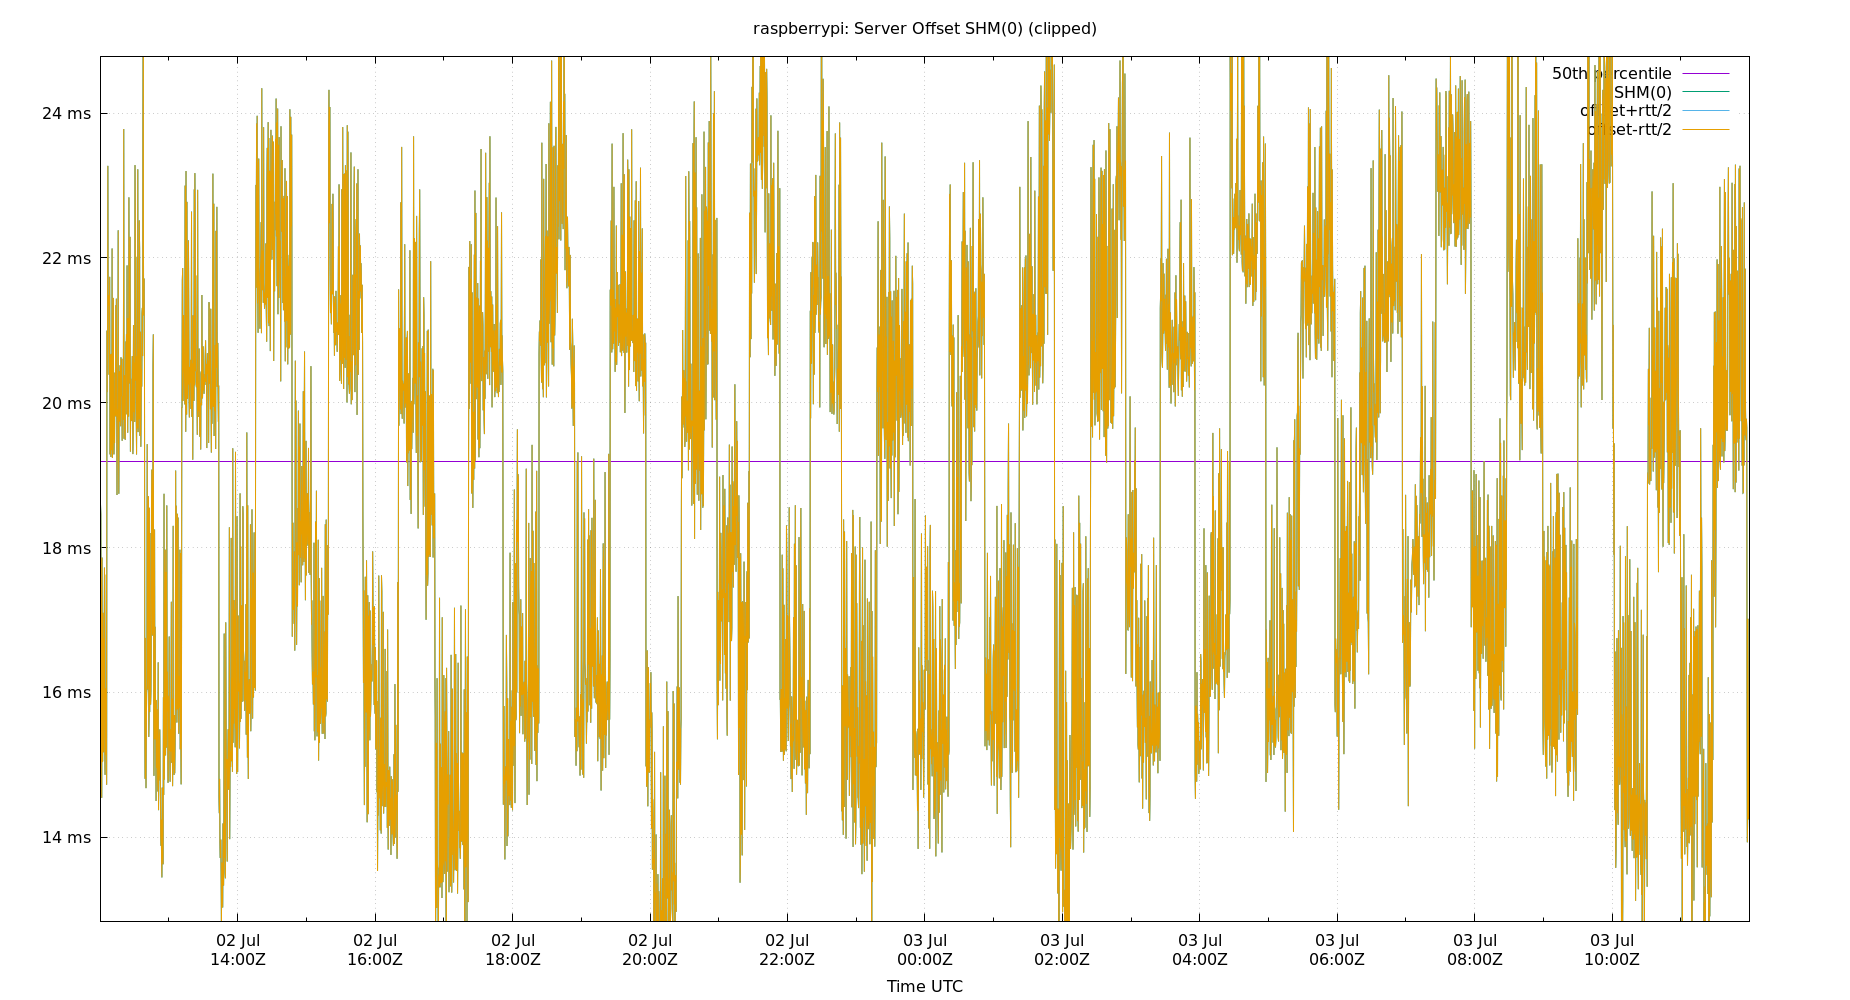 raspberrypi: Server Offset SHM(0) (clipped)
50th percentile
SHM(0)
offset+rtt/2
offset-rtt/2
24 ms
22 ms
20 ms
18 ms
16 ms
14 ms
02 Jul 02 Jul 02 Jul 02 Jul 02 Jul 03 Jul 03 Jul 03 Jul 03 Jul 03 Jul 03 Jul
14:00Z 16:00Z 18:00Z 20:00Z 22:00Z 00:00Z 02:00Z 04:00Z 06:00Z 08:00Z 10:00Z
Time UTC